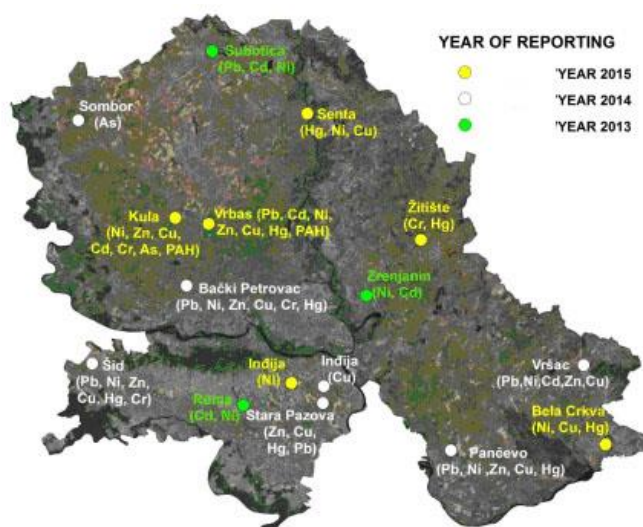 YEAR OF REPORTING
'YEAR 2015
'YEAR 2014
'YEAR 2013
Subotica
(Pb, Cd, Ni)
Sombor
(As)
Senta
(Hg, Ni, Cu)
Kula
(Ni, Zn, Cu,
Cd, Cr, As, PAH)
Vrbas (Pb, Cd, Ni,
Zn, Cu, Hg, PAH)
Žitište
(Cr, Hg)
Zrenjanin
(Ni, Cd)
Bački Petrovac
(Pb, Ni, Zn, Cu, Cr, Hg)
Šid
(Pb, Ni, Zn,
Cu, Hg, Cr)
Inđija
(Ni)
Inđija
(Cu)
Ruma
(Cd, Ni)
Stara Pazova
(Zn, Cu,
Hg, Pb)
Vršac
(Pb,Ni,Cd,Zn,Cu)
Bela Crkva
(Ni, Cu, Hg)
Pančevo
(Pb, Ni ,Zn, Cu, Hg)